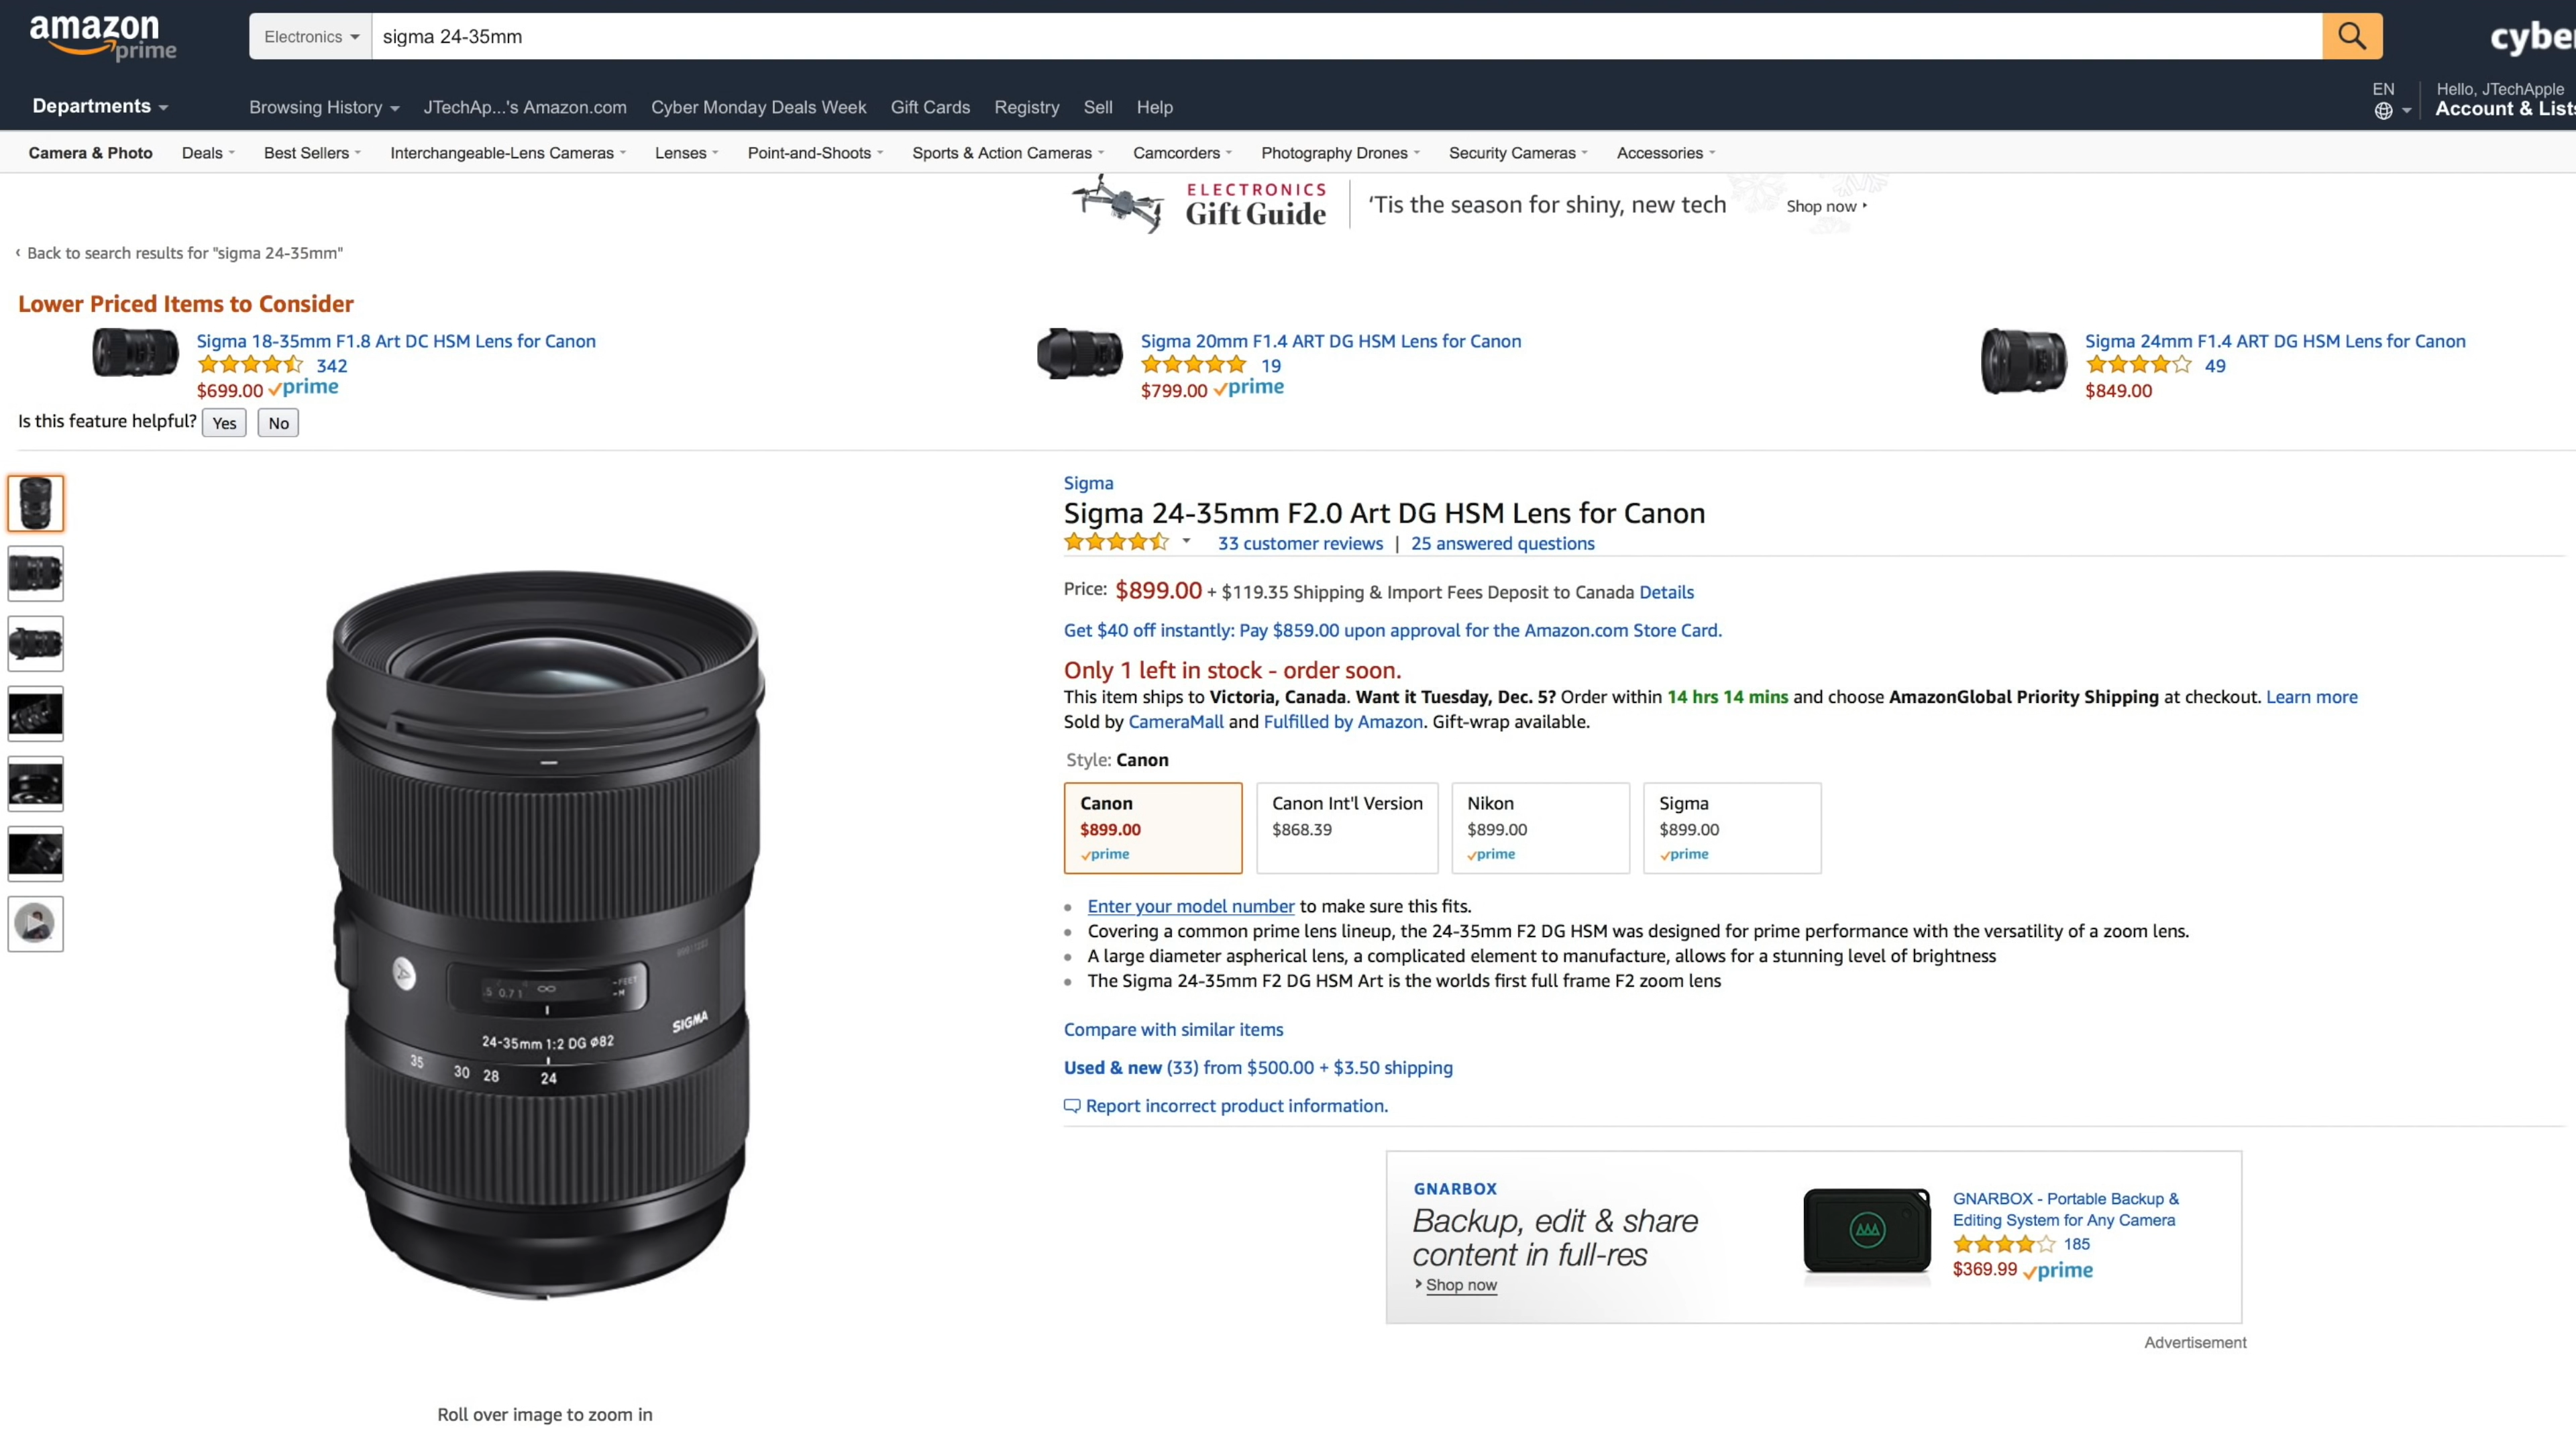 amazon
prime
Electronics
sigma 24-35mm
cybe
Departments
Browsing History
JTechAp...'s Amazon.com
Cyber Monday Deals Week
Gift Cards
Registry
Sell
Help
EN
Hello, JTechApple
Account & Lists
Camera & Photo
Deals
Best Sellers
Interchangeable-Lens Cameras
Lenses
Point-and-Shoots
Sports & Action Cameras
Camcorders
Photography Drones
Security Cameras
Accessories
ELECTRONICS
Gift Guide
‘Tis the season for shiny, new tech
Shop now
‹ Back to search results for "sigma 24-35mm"
Lower Priced Items to Consider
Sigma 18-35mm F1.8 Art DC HSM Lens for Canon
342
$699.00 prime
Sigma 20mm F1.4 ART DG HSM Lens for Canon
19
$799.00 prime
Sigma 24mm F1.4 ART DG HSM Lens for Canon
49
$849.00
Is this feature helpful? Yes No
Sigma
Sigma 24-35mm F2.0 Art DG HSM Lens for Canon
33 customer reviews | 25 answered questions
Price: $899.00 + $119.35 Shipping & Import Fees Deposit to Canada Details
Get $40 off instantly: Pay $859.00 upon approval for the Amazon.com Store Card.
Only 1 left in stock - order soon.
This item ships to Victoria, Canada. Want it Tuesday, Dec. 5? Order within 14 hrs 14 mins and choose AmazonGlobal Priority Shipping at checkout. Learn more
Sold by CameraMall and Fulfilled by Amazon. Gift-wrap available.
Style: Canon
Canon
$899.00
prime
Canon Int'l Version
$868.39
Nikon
$899.00
prime
Sigma
$899.00
prime
Enter your model number to make sure this fits.
Covering a common prime lens lineup, the 24-35mm F2 DG HSM was designed for prime performance with the versatility of a zoom lens.
A large diameter aspherical lens, a complicated element to manufacture, allows for a stunning level of brightness
The Sigma 24-35mm F2 DG HSM Art is the worlds first full frame F2 zoom lens
Compare with similar items
Used & new (33) from $500.00 + $3.50 shipping
Report incorrect product information.
A
.5 0.7 1 ∞
FEET
M
SIGMA
24-35mm 1:2 DG ø82
35 30 28 24
GNARBOX
Backup, edit & share
content in full-res
Shop now
GNARBOX - Portable Backup &
Editing System for Any Camera
185
$369.99 prime
Advertisement
Roll over image to zoom in